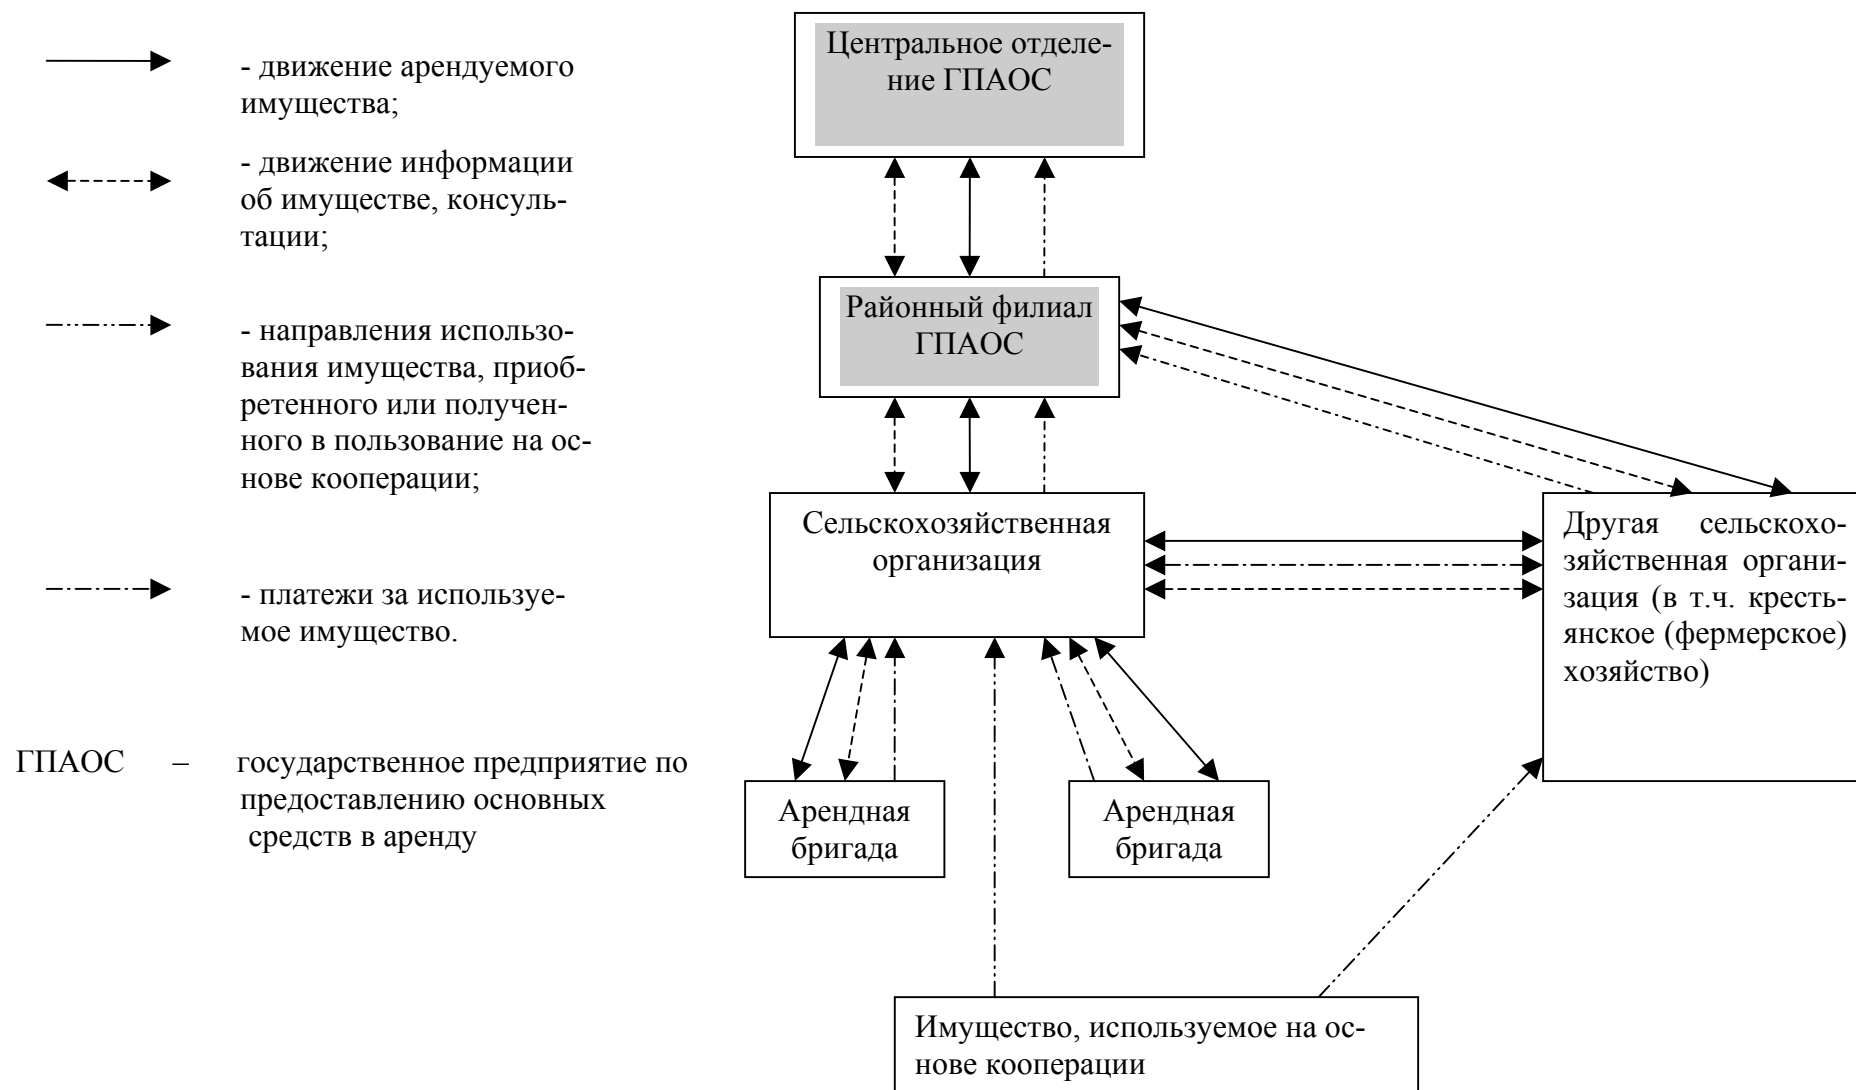 - движение арендуемого
имущества;
- движение информации
об имуществе, консуль-
тации;
- направления использо-
вания имущества, приоб-
ретенного или получен-
ного в пользование на ос-
нове кооперации;
- платежи за используе-
мое имущество.
ГПАОС – государственное предприятие по
предоставлению основных
средств в аренду
Центральное отделе-
ние ГПАОС
Районный филиал
ГПАОС
Сельскохозяйственная
организация
Другая сельскохо-
зяйственная органи-
зация (в т.ч. кресть-
янское (фермерское)
хозяйство)
Арендная
бригада
Арендная
бригада
Имущество, используемое на ос-
нове кооперации